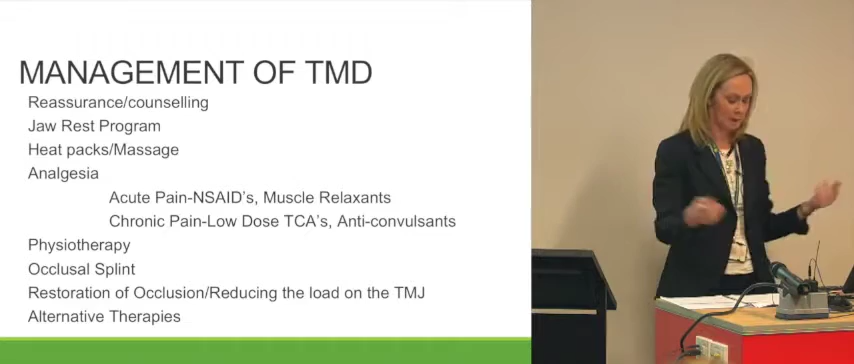 MANAGEMENT OF TMD
Reassurance/counselling
Jaw Rest Program
Heat packs/Massage
Analgesia
Acute Pain-NSAID's, Muscle Relaxants
Chronic Pain-Low Dose TCA's, Anti-convulsants
Physiotherapy
Occlusal Splint
Restoration of Occlusion/Reducing the load on the TMJ
Alternative Therapies